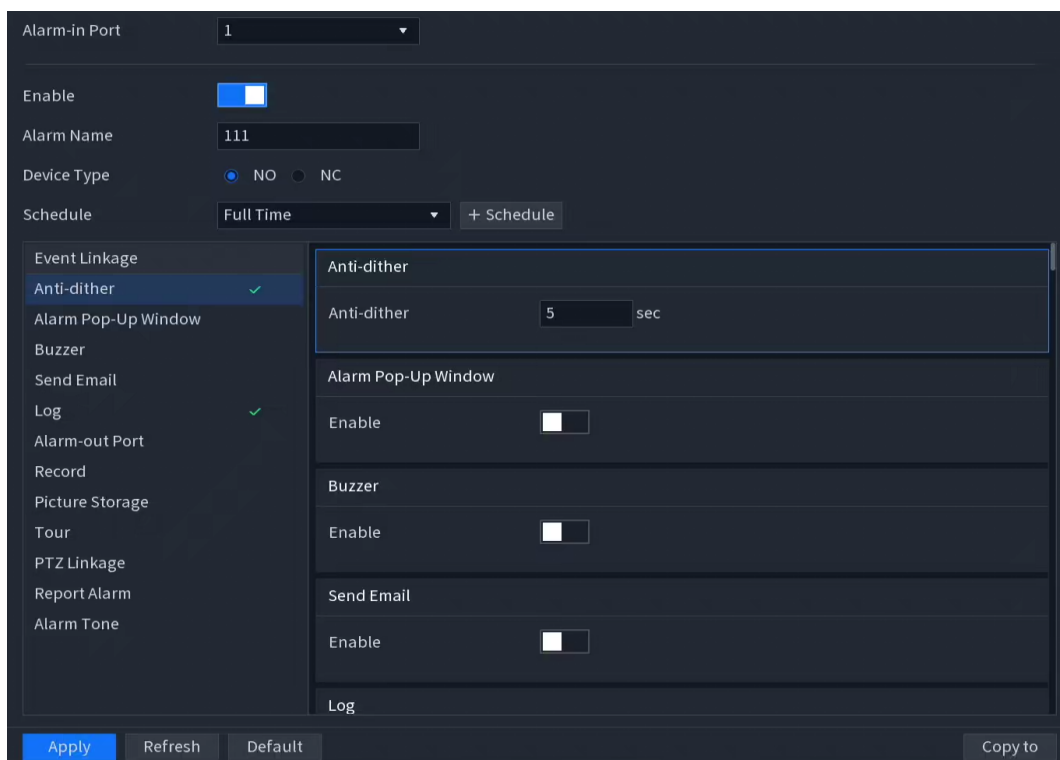 Alarm-in Port 1
Enable
Alarm Name 111
Device Type NO NC
Schedule Full Time + Schedule
Event Linkage
Anti-dither
Alarm Pop-Up Window
Buzzer
Send Email
Log
Alarm-out Port
Record
Picture Storage
Tour
PTZ Linkage
Report Alarm
Alarm Tone
Anti-dither
Anti-dither 5 sec
Alarm Pop-Up Window
Enable
Buzzer
Enable
Send Email
Enable
Log
Apply Refresh Default Copy to